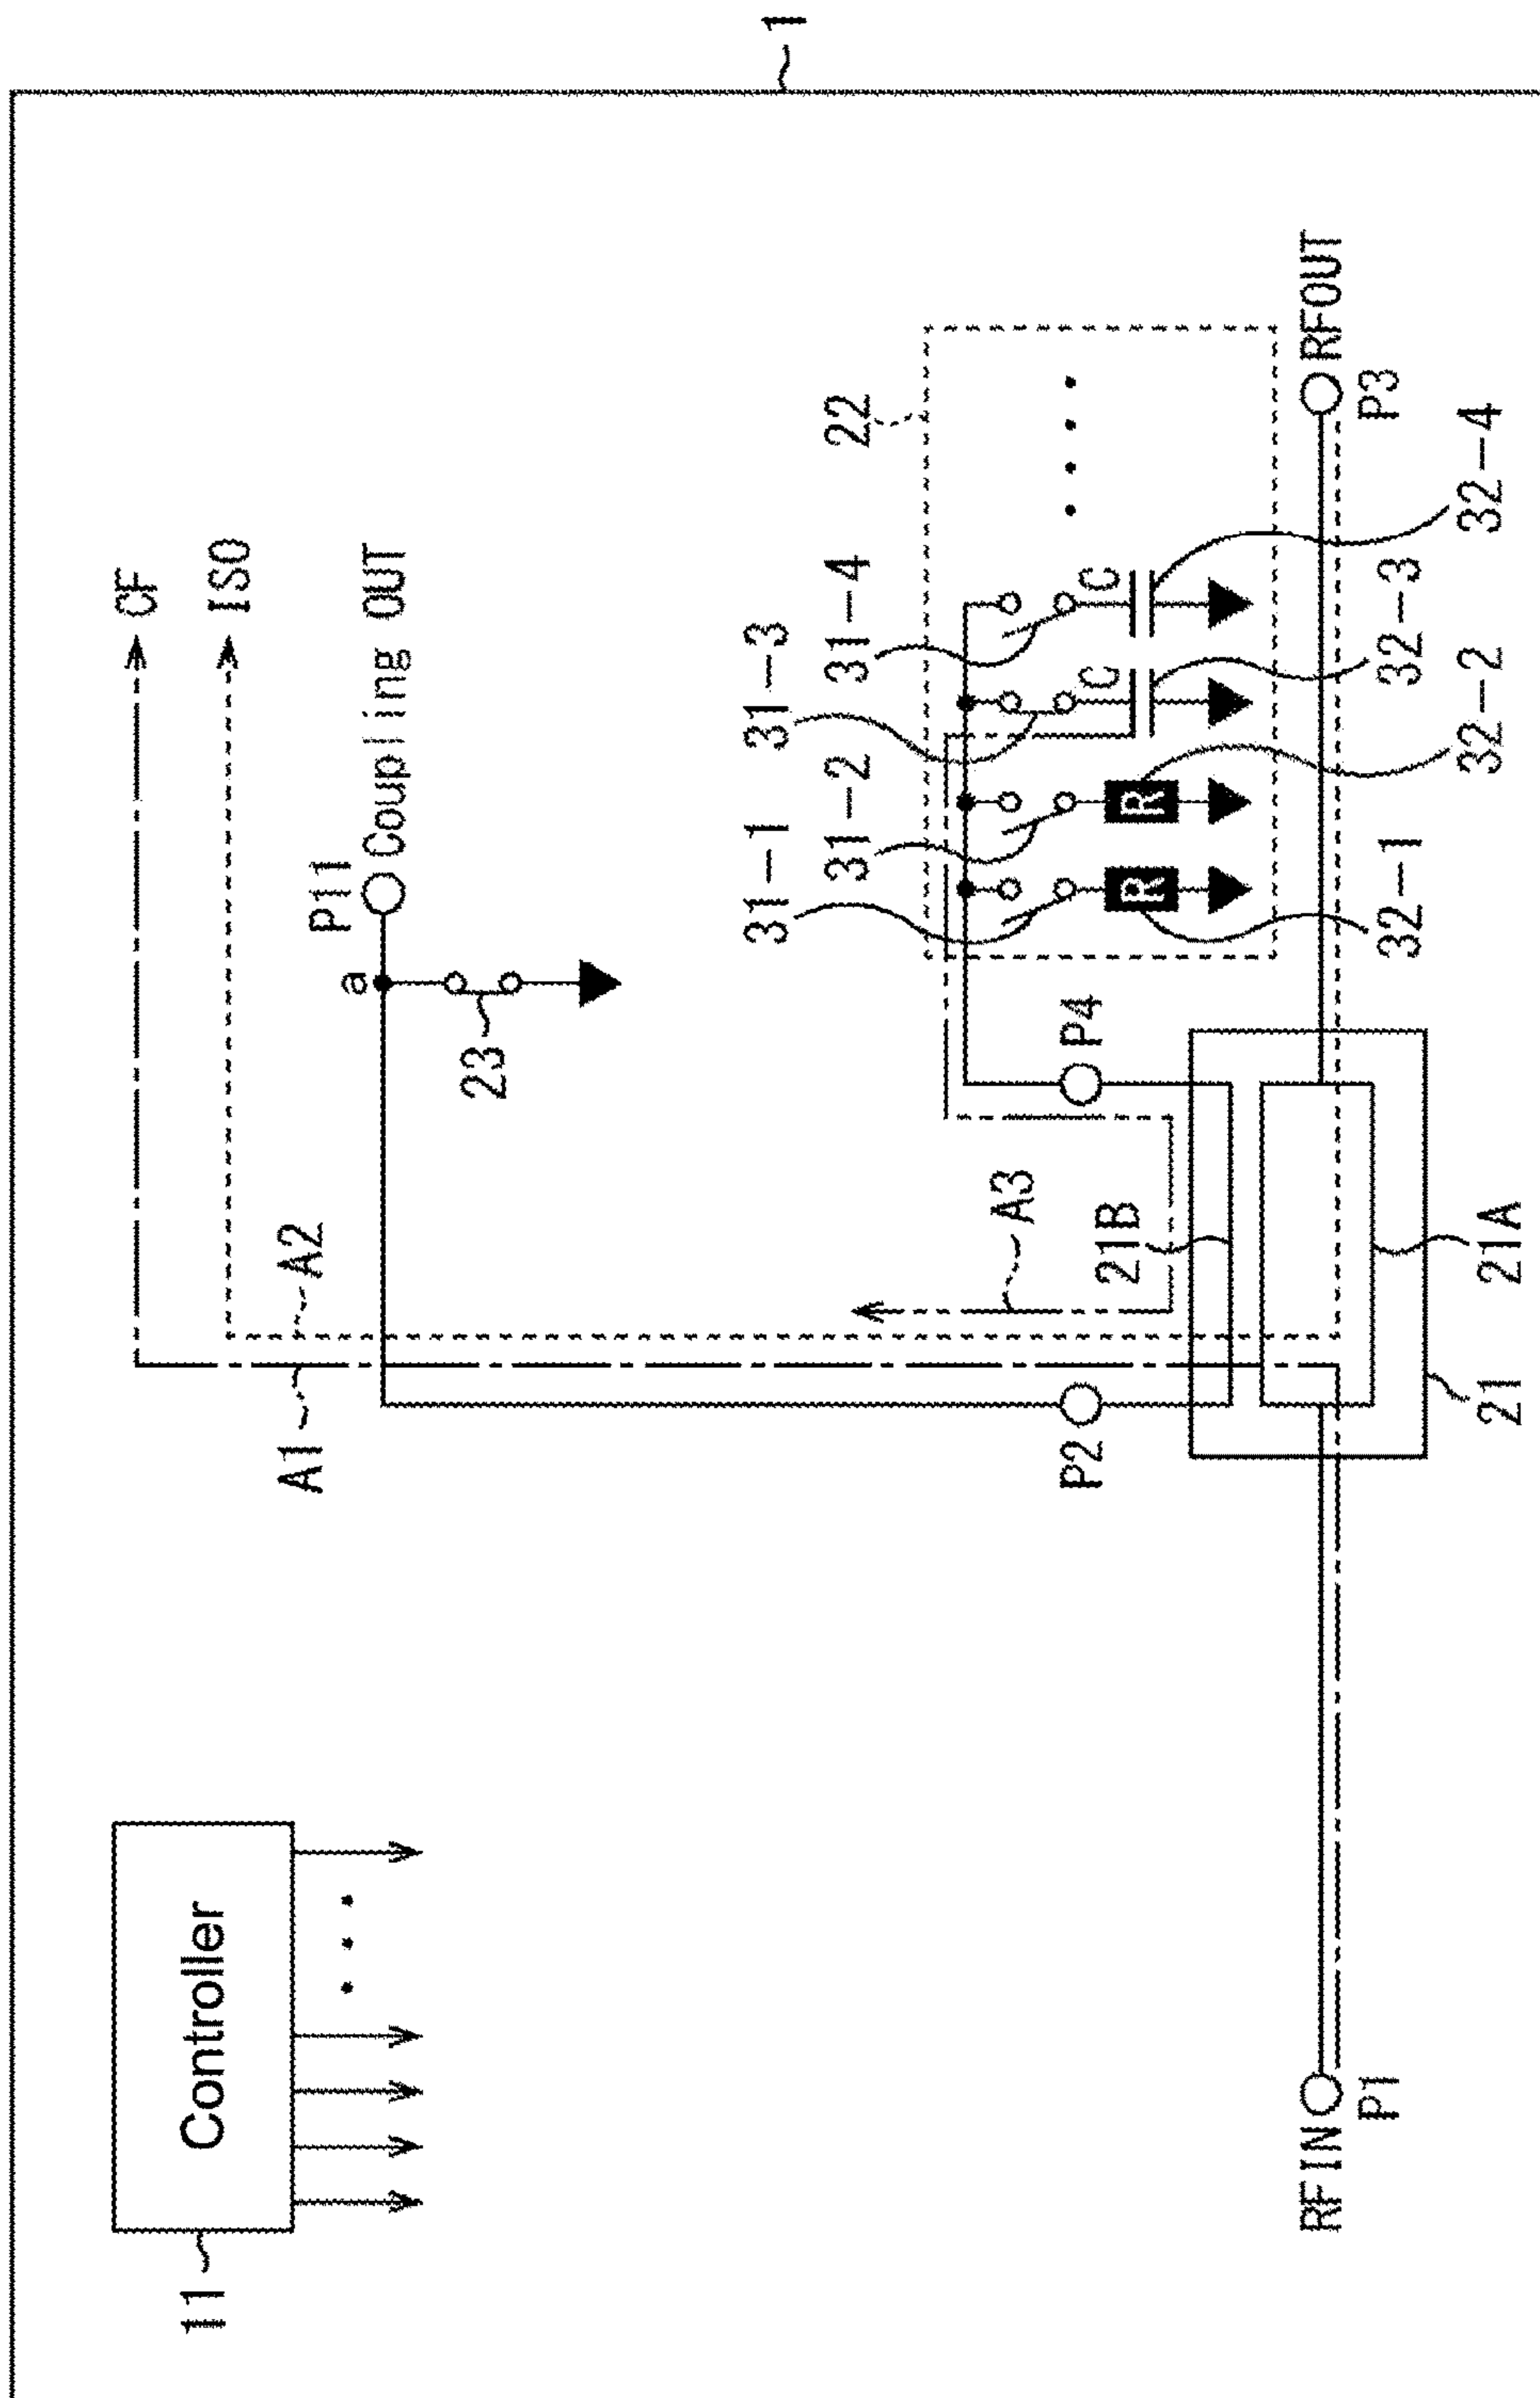 1
11
Controller
CF
ISO
A1
A2
a
P11
Coupling OUT
23
22
31-1
31-2
31-3
31-4
C
C
R
R
A3
P2
P4
21B
32-1
32-2
32-3
32-4
RFIN
P1
21
21A
RFOUT
P3